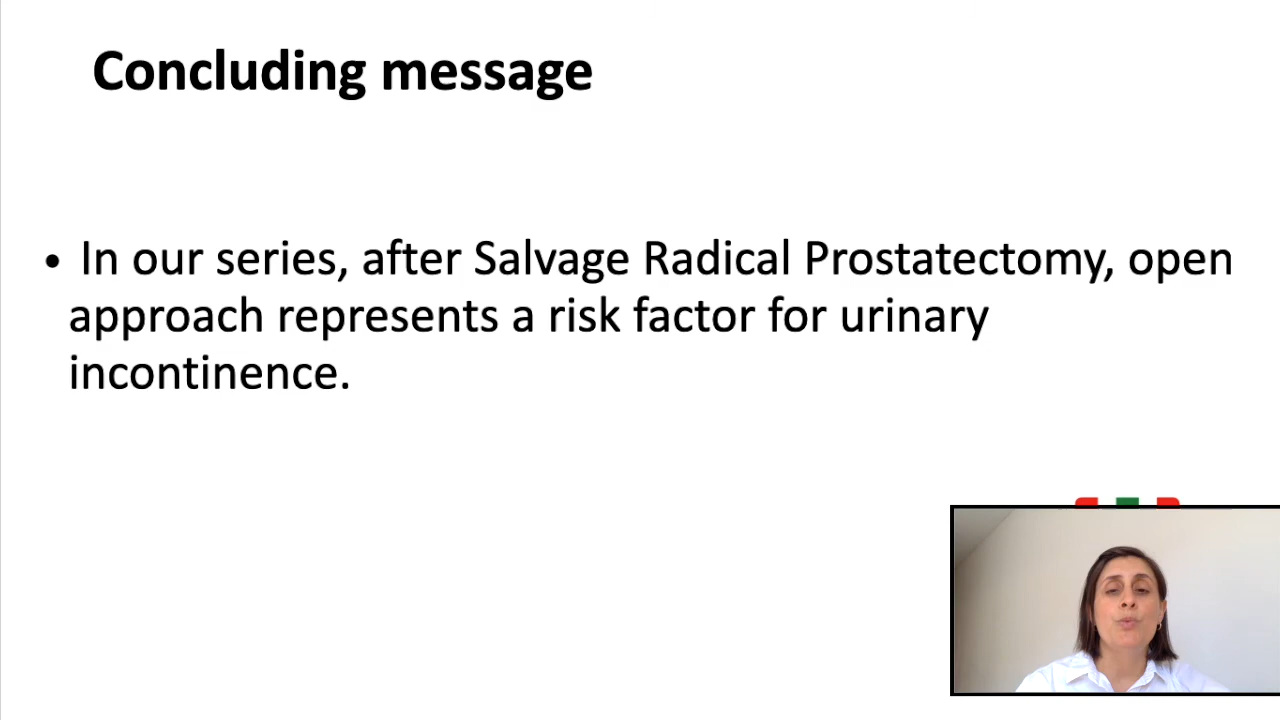 Concluding message
• In our series, after Salvage Radical Prostatectomy, open
approach represents a risk factor for urinary
incontinence.